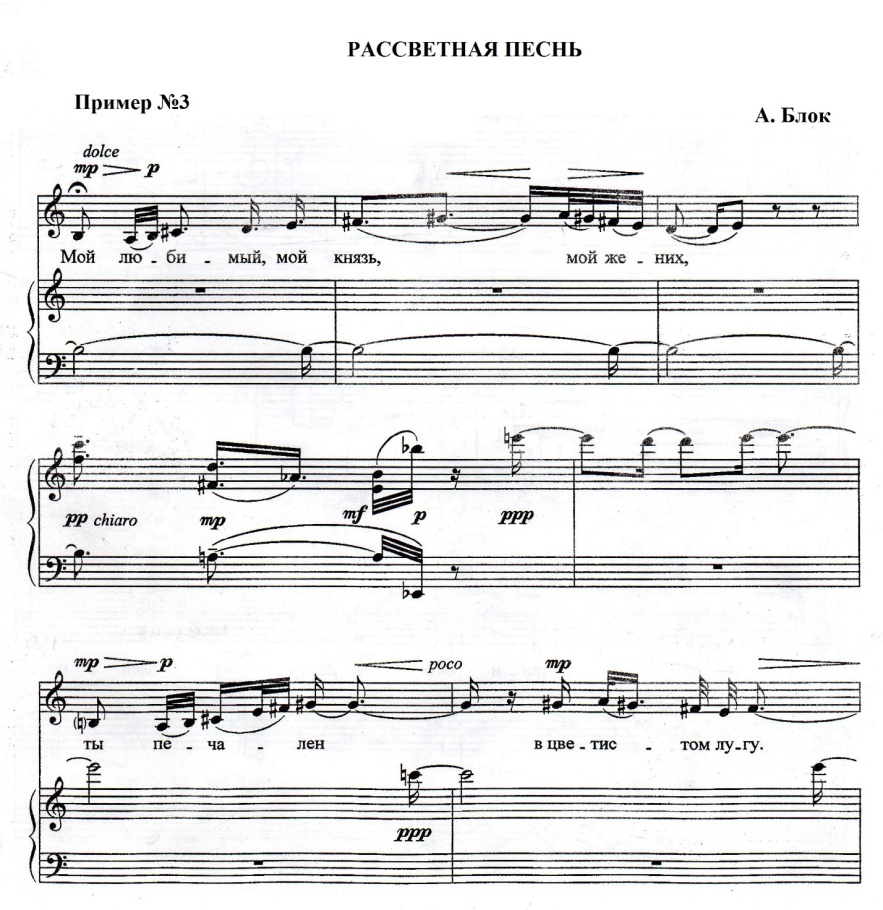 РАССВЕТНАЯ ПЕСНЬ
Пример №3
А. Блок
dolce
mp p
Мой лю - би - мый, мой князь, мой же - них,
pp chiaro mp mf p ppp
mp p poco mp
(♮)
ты пе - ча - лен в цве - тис - том лу - гу.
ppp